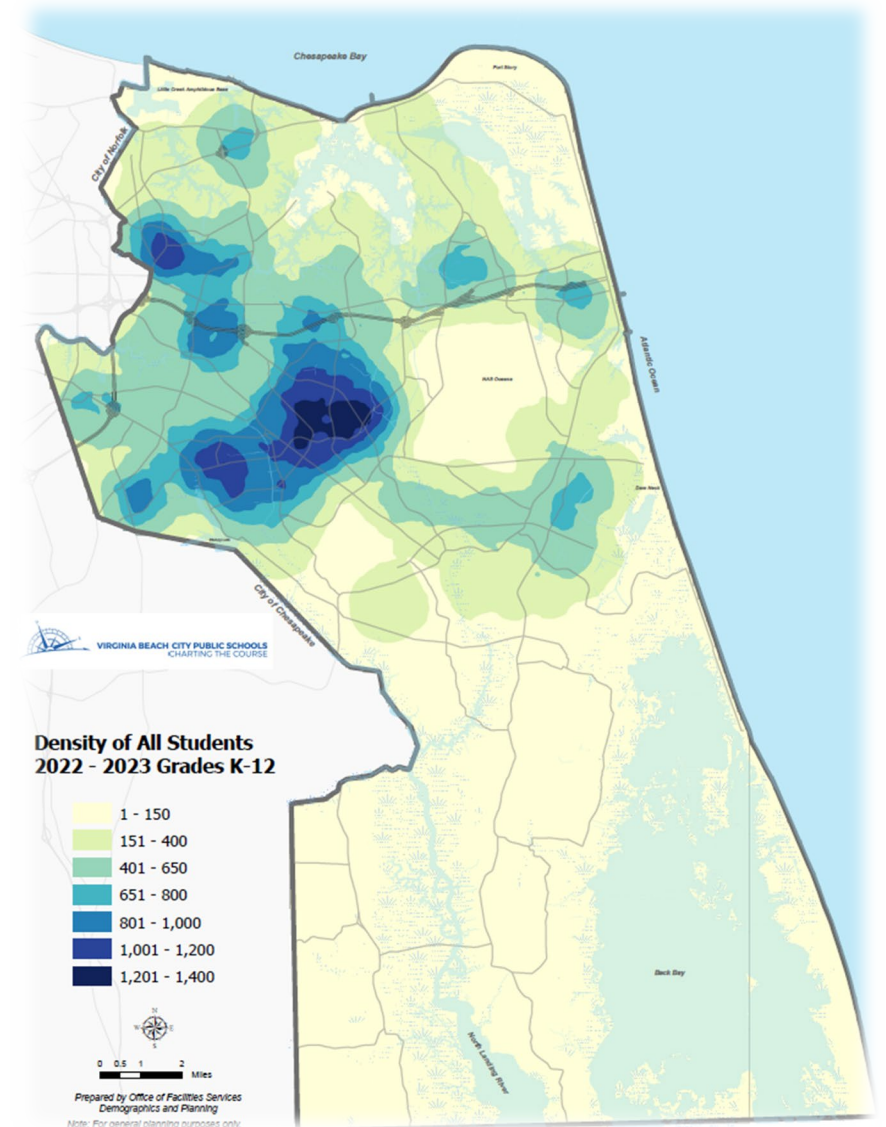 Chesapeake Bay
Fort Story
Little Creek Amphibious Base
City of Norfolk
Atlantic Ocean
NAS Oceana
Dam Neck
City of Chesapeake
VIRGINIA BEACH CITY PUBLIC SCHOOLS
CHARTING THE COURSE
Density of All Students
2022 - 2023 Grades K-12
1 - 150
151 - 400
401 - 650
651 - 800
801 - 1,000
1,001 - 1,200
1,201 - 1,400
N
W E
S
0 0.5 1 2
Miles
Back Bay
North Landing River
Prepared by Office of Facilities Services
Demographics and Planning
Note: For general planning purposes only.